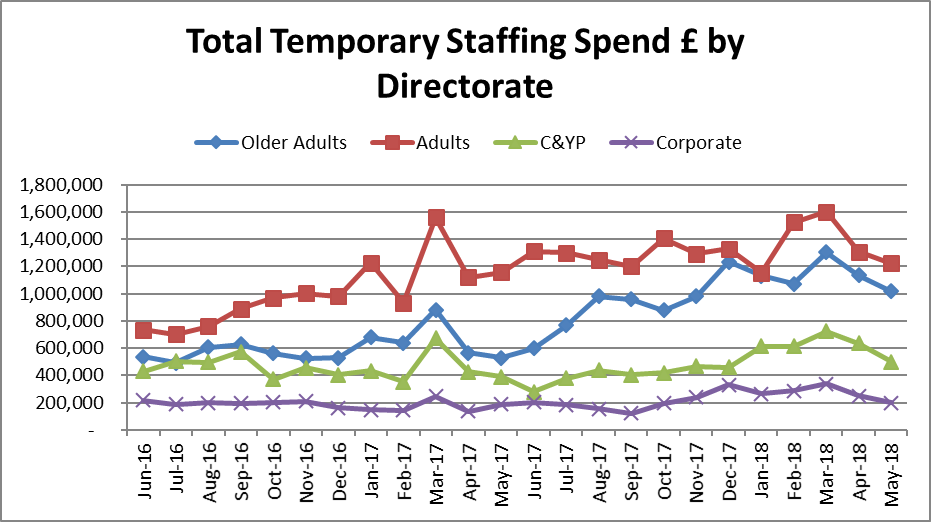 Total Temporary Staffing Spend £ by
Directorate
Older Adults Adults C&YP Corporate
1,800,000
1,600,000
1,400,000
1,200,000
1,000,000
800,000
600,000
400,000
200,000
-
Jun-16 Jul-16 Aug-16 Sep-16 Oct-16 Nov-16 Dec-16 Jan-17 Feb-17 Mar-17 Apr-17 May-17 Jun-17 Jul-17 Aug-17 Sep-17 Oct-17 Nov-17 Dec-17 Jan-18 Feb-18 Mar-18 Apr-18 May-18